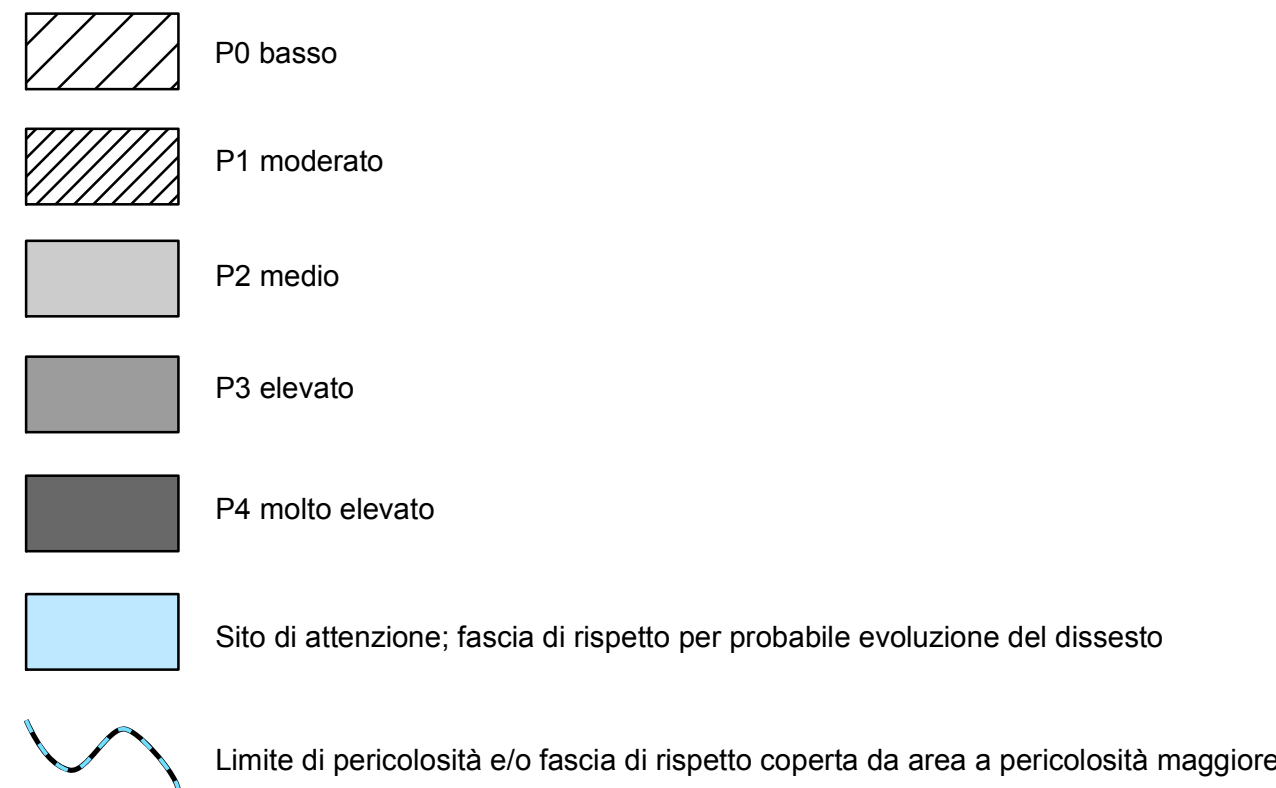 P0 basso
P1 moderato
P2 medio
P3 elevato
P4 molto elevato
Sito di attenzione; fascia di rispetto per probabile evoluzione del dissesto
Limite di pericolosità e/o fascia di rispetto coperta da area a pericolosità maggiore